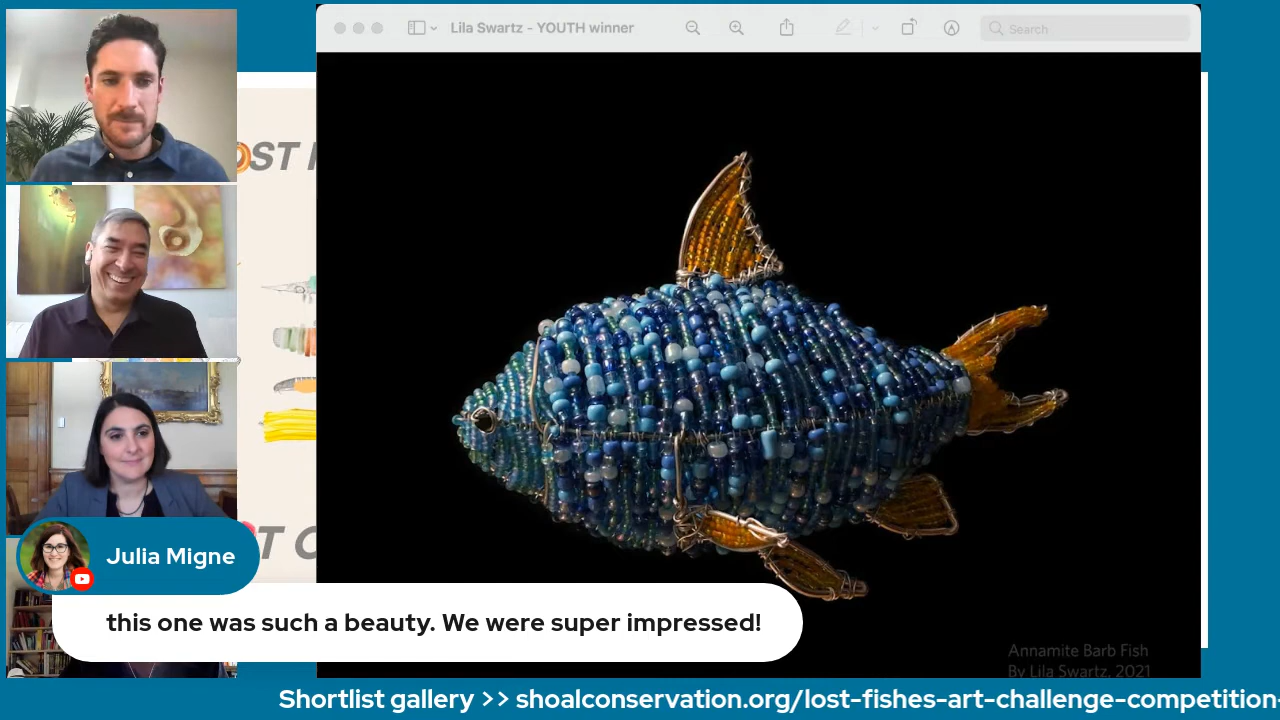 Lila Swartz - YOUTH winner
Search
OST
Annamite Barb Fish
By Lila Swartz, 2021
Julia Migne
this one was such a beauty. We were super impressed!
Shortlist gallery >> shoalconservation.org/lost-fishes-art-challenge-competition-